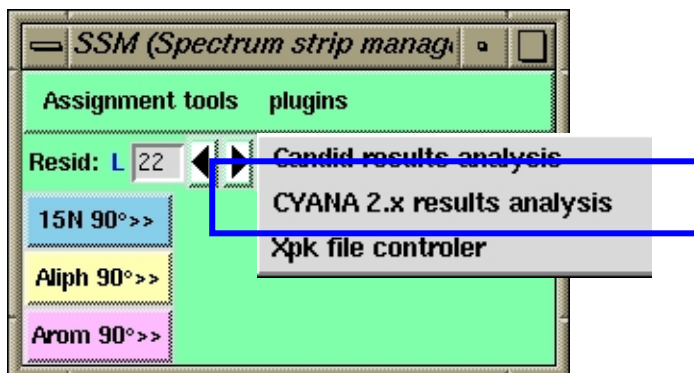 SSM (Spectrum strip manag
Assignment tools plugins
Resid: L 22
Candid results analysis
CYANA 2.x results analysis
Xpk file controler
15N 90°>>
Aliph 90°>>
Arom 90°>>